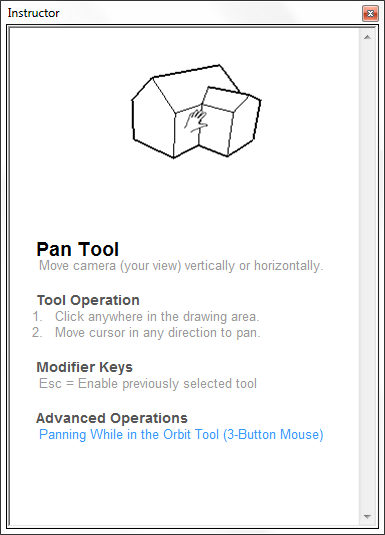 Instructor
Pan Tool
Move camera (your view) vertically or horizontally.
Tool Operation
1. Click anywhere in the drawing area.
2. Move cursor in any direction to pan.
Modifier Keys
Esc = Enable previously selected tool
Advanced Operations
Panning While in the Orbit Tool (3-Button Mouse)